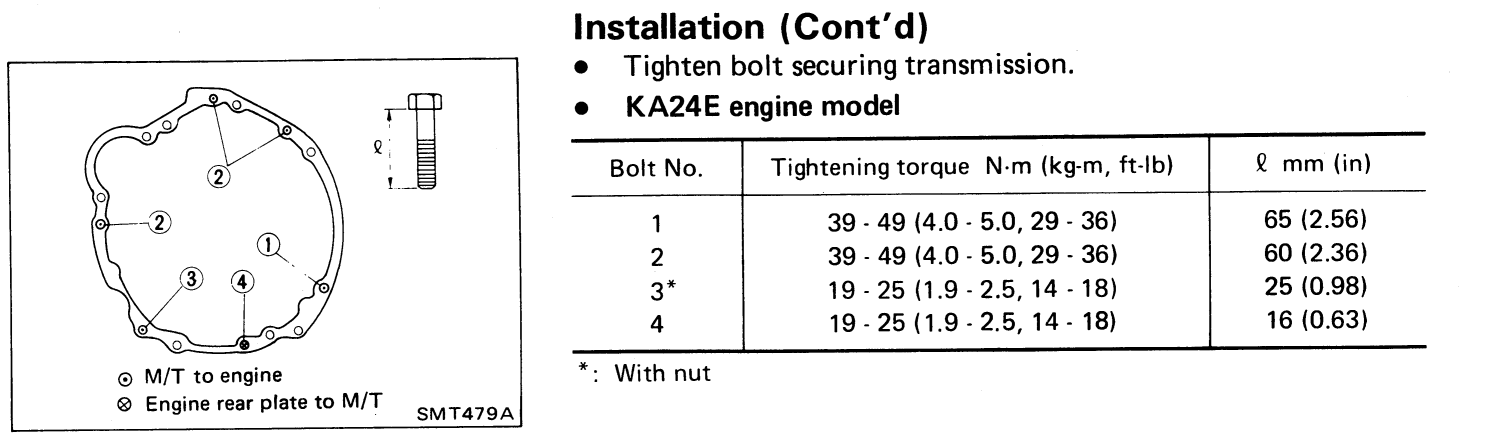 Installation (Cont'd)
● Tighten bolt securing transmission.
● KA24E engine model
Bolt No. Tightening torque N·m (kg-m, ft-lb) ℓ mm (in)
1 39 - 49 (4.0 - 5.0, 29 - 36) 65 (2.56)
2 39 - 49 (4.0 - 5.0, 29 - 36) 60 (2.36)
3* 19 - 25 (1.9 - 2.5, 14 - 18) 25 (0.98)
4 19 - 25 (1.9 - 2.5, 14 - 18) 16 (0.63)
*: With nut
ℓ
2
2
1
3
4
⊙ M/T to engine
⊗ Engine rear plate to M/T
SMT479A